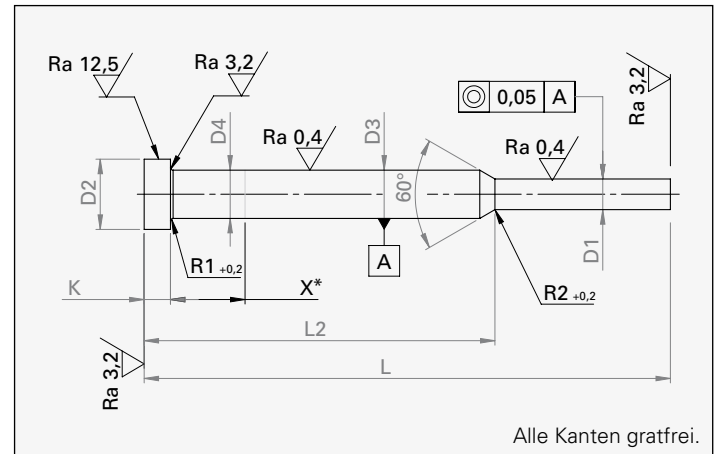 Ra 12,5
Ra 3,2
D4
Ra 0,4
D3
60°
0,05 A
Ra 0,4
Ra 3,2
D2
A
D1
K
R1 +0,2
X*
R2 +0,2
L2
L
Ra 3,2
Alle Kanten gratfrei.